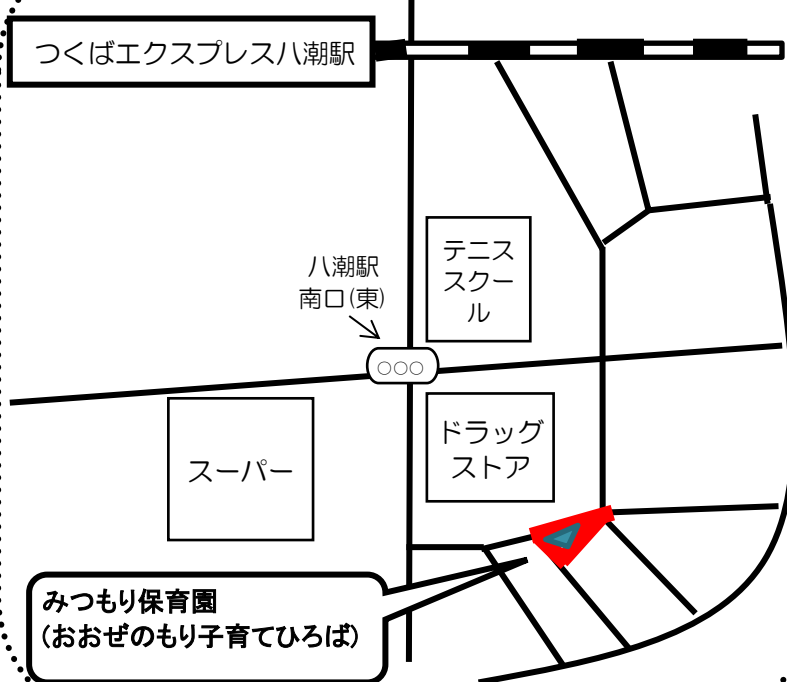 つくばエクスプレス八潮駅
八潮駅
南口(東)
テニス
スクー
ル
スーパー
ドラッグ
ストア
みつもり保育園
(おおぜのもり子育てひろば)